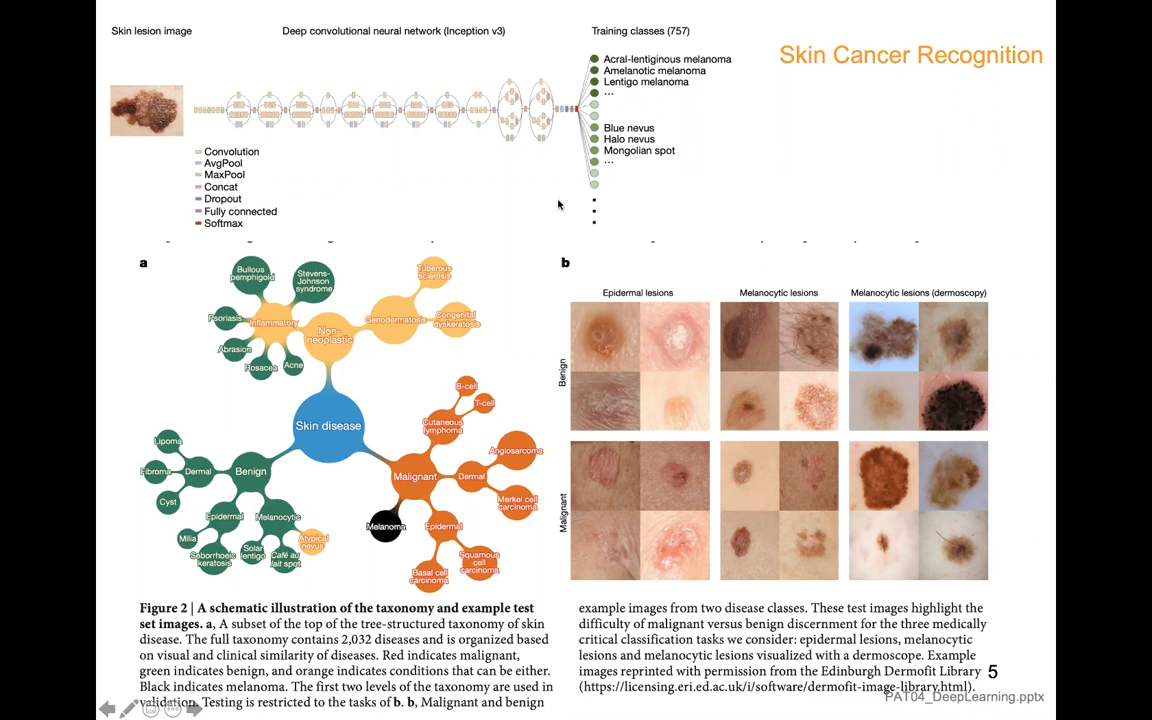 Skin lesion image
Deep convolutional neural network (Inception v3)
Training classes (757)
Skin Cancer Recognition
Acral-lentiginous melanoma
Amelanotic melanoma
Lentigo melanoma
...
Blue nevus
Halo nevus
Mongolian spot
...
Convolution
AvgPool
MaxPool
Concat
Dropout
Fully connected
Softmax
a
Bullous
pemphigoid
Stevens-
Johnson
syndrome
Tuberous
sclerosis
Psoriasis
Inflammatory
Non-
neoplastic
Genodermatosis
Congenital
dyskeratosis
Abrasion
Rosacea
Acne
B-cell
T-cell
Cutaneous
lymphoma
Skin disease
Angiosarcoma
Lipoma
Fibroma
Dermal
Benign
Malignant
Dermal
Cyst
Merkel cell
carcinoma
Epidermal
Melanocytic
Melanoma
Epidermal
Milia
Seborrhoeic
keratosis
Solar
lentigo
Café au
lait spot
Atypical
nevus
Basal cell
carcinoma
Squamous
cell
carcinoma
b
Epidermal lesions
Melanocytic lesions
Melanocytic lesions (dermoscopy)
Benign
Malignant
Figure 2 | A schematic illustration of the taxonomy and example test
set images. a, A subset of the top of the tree-structured taxonomy of skin
disease. The full taxonomy contains 2,032 diseases and is organized based
on visual and clinical similarity of diseases. Red indicates malignant,
green indicates benign, and orange indicates conditions that can be either.
Black indicates melanoma. The first two levels of the taxonomy are used in
validation. Testing is restricted to the tasks of b. b, Malignant and benign
example images from two disease classes. These test images highlight the
difficulty of malignant versus benign discernment for the three medically
critical classification tasks we consider: epidermal lesions, melanocytic
lesions and melanocytic lesions visualized with a dermoscope. Example
images reprinted with permission from the Edinburgh Dermofit Library
(https://licensing.eri.ed.ac.uk/i/software/dermofit-image-library.html).
5
PAT04_DeepLearning.pptx